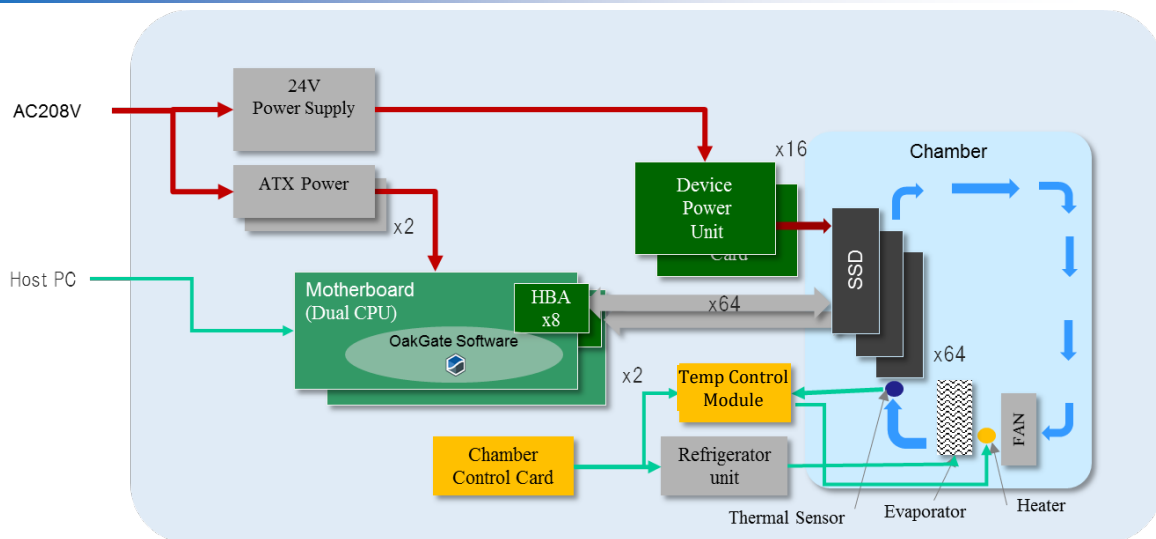 24V
Power Supply
AC208V
ATX Power
x2
x16
Chamber
Device
Power
Unit
Card
SSD
x64
Host PC
Motherboard
(Dual CPU)
HBA
x8
OakGate Software
x64
x2
Temp Control
Module
FAN
Chamber
Control Card
Refrigerator
unit
Thermal Sensor
Evaporator
Heater